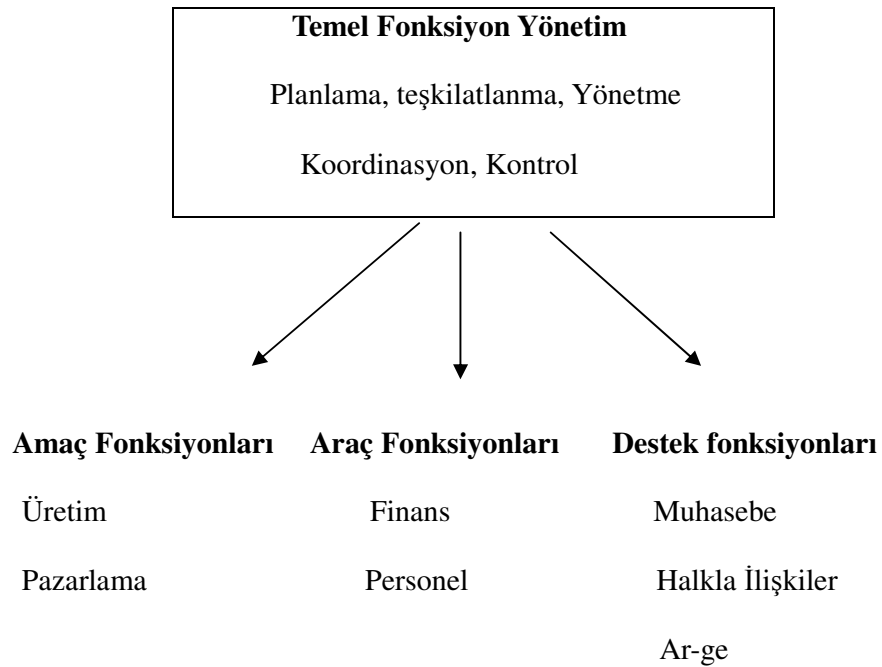 Temel Fonksiyon Yönetim
Planlama, teşkilatlanma, Yönetme
Koordinasyon, Kontrol
Amaç Fonksiyonları Araç Fonksiyonları Destek fonksiyonları
Üretim Finans Muhasebe
Pazarlama Personel Halkla İlişkiler
Ar-ge